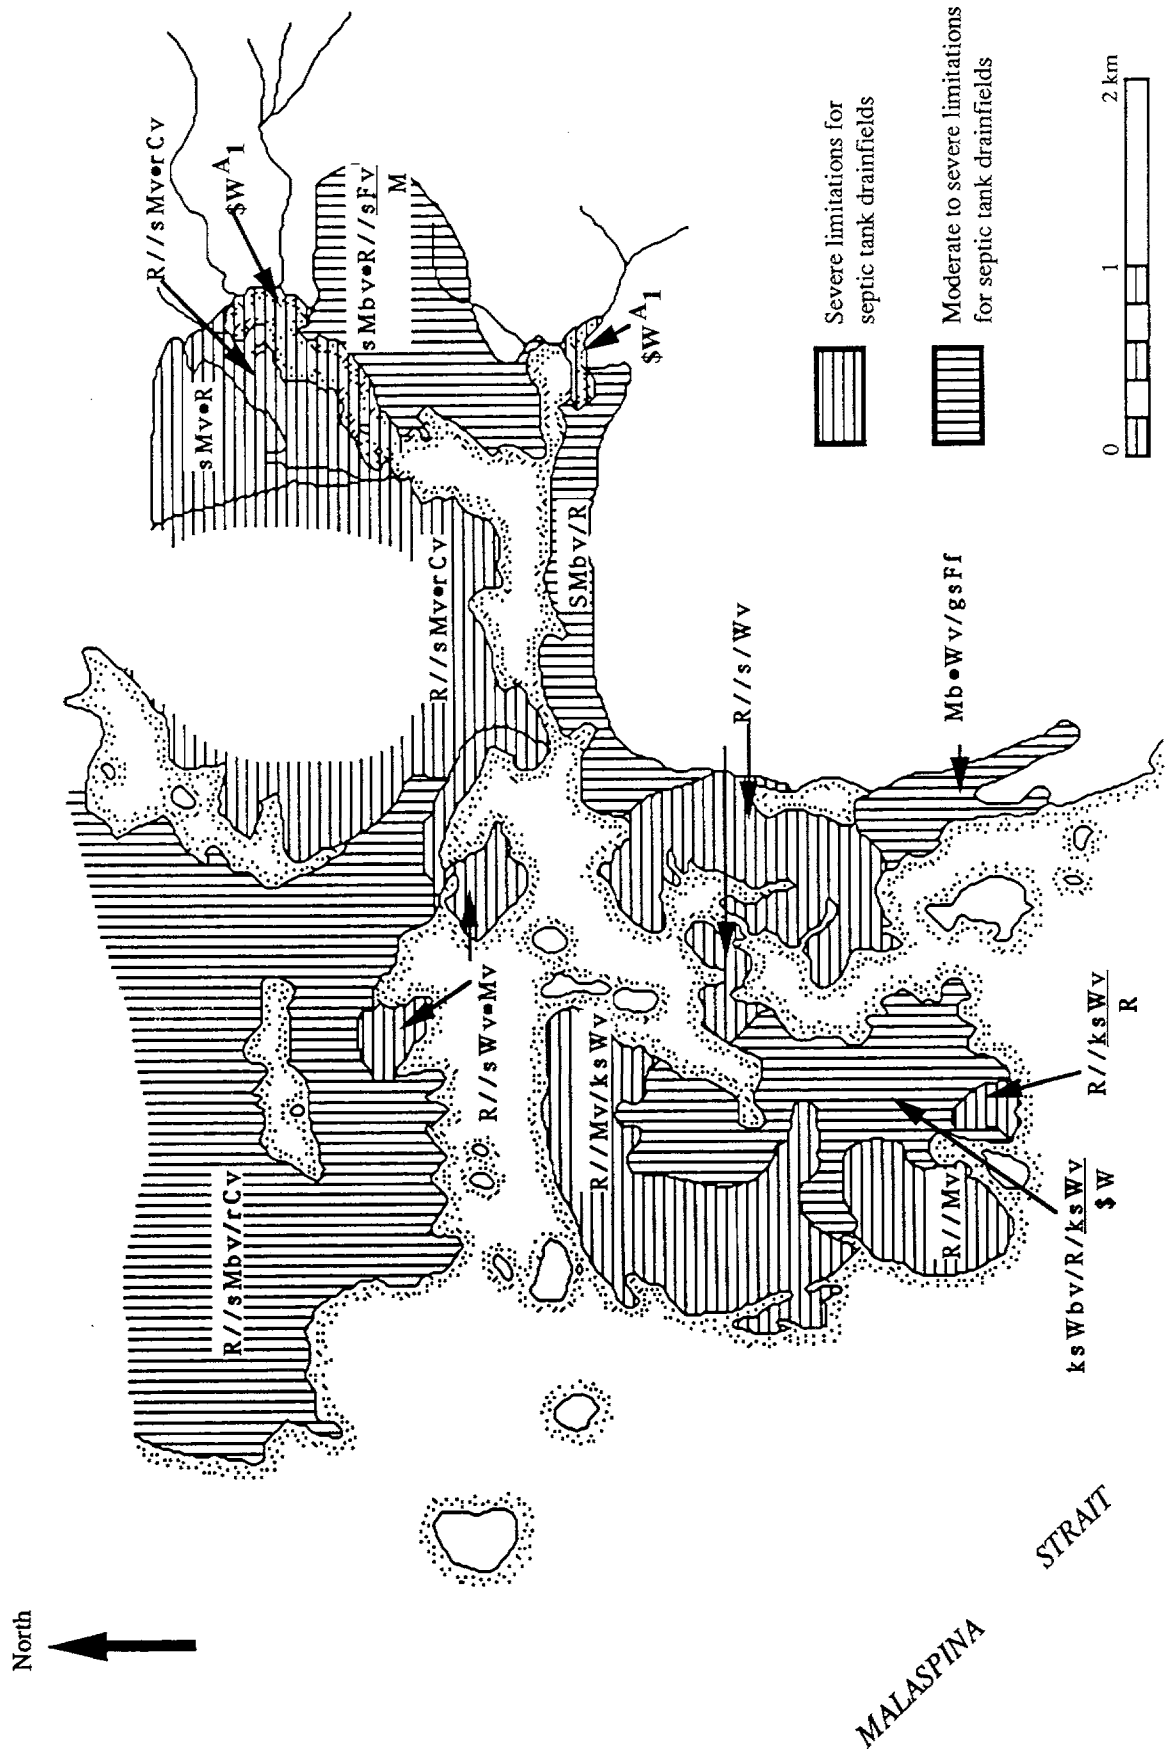 North
R//sMv•rCv
$WA1
sMv•R
sMbv•R//sFv
M
$WA1
R//sMv•rCv
SMbv/R
R//sWv•Mv
R//sMbv/rCv
R//Mv/ksWv
R//s/Wv
Mb•Wv/gsFf
R//ksWv
R
R//Mv
ksWbv/R/ksWv
$W
MALASPINA
STRAIT
Severe limitations for
septic tank drainfields
Moderate to severe limitations
for septic tank drainfields
0
1
2 km